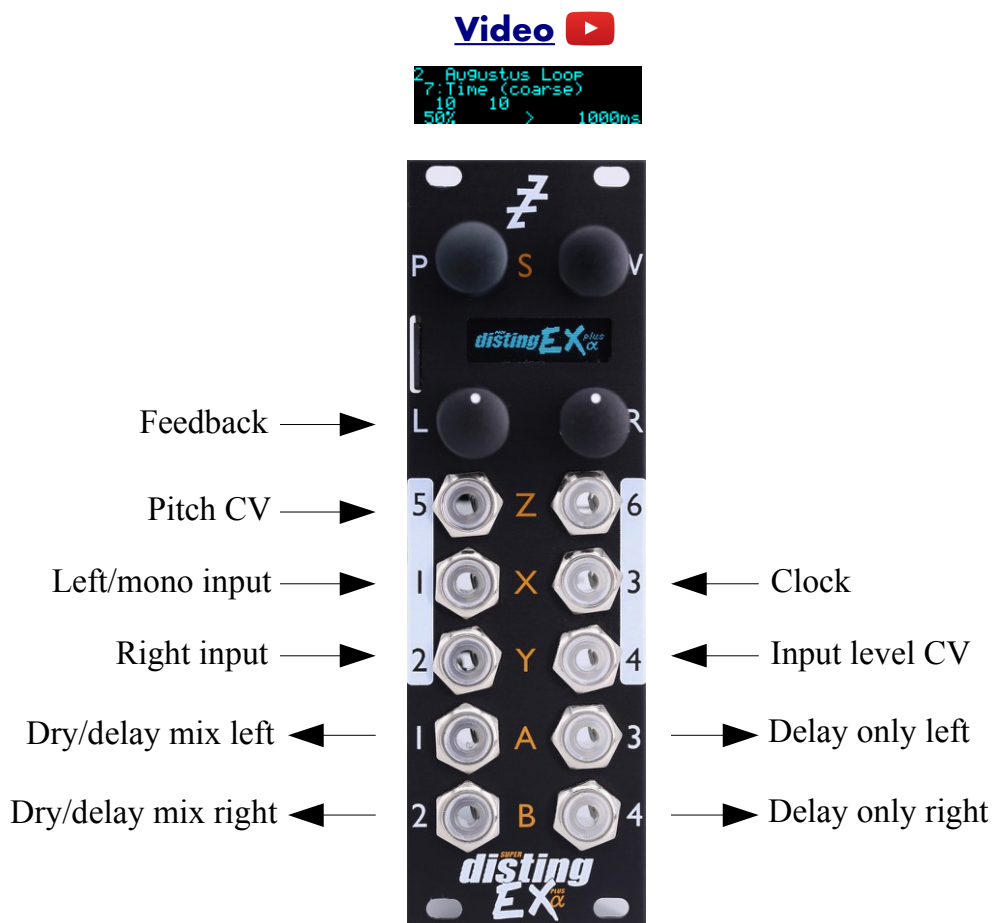 Video
2 Augustus Loop
7:Time (coarse)
10 10
50% > 1000ms
P S V
disting EX plus α
Feedback
L R
Pitch CV
5 Z 6
Left/mono input
1 X 3
Clock
Right input
2 Y 4
Input level CV
Dry/delay mix left
1 A 3
Delay only left
Dry/delay mix right
2 B 4
Delay only right
SUPER
disting
EX PLUS α